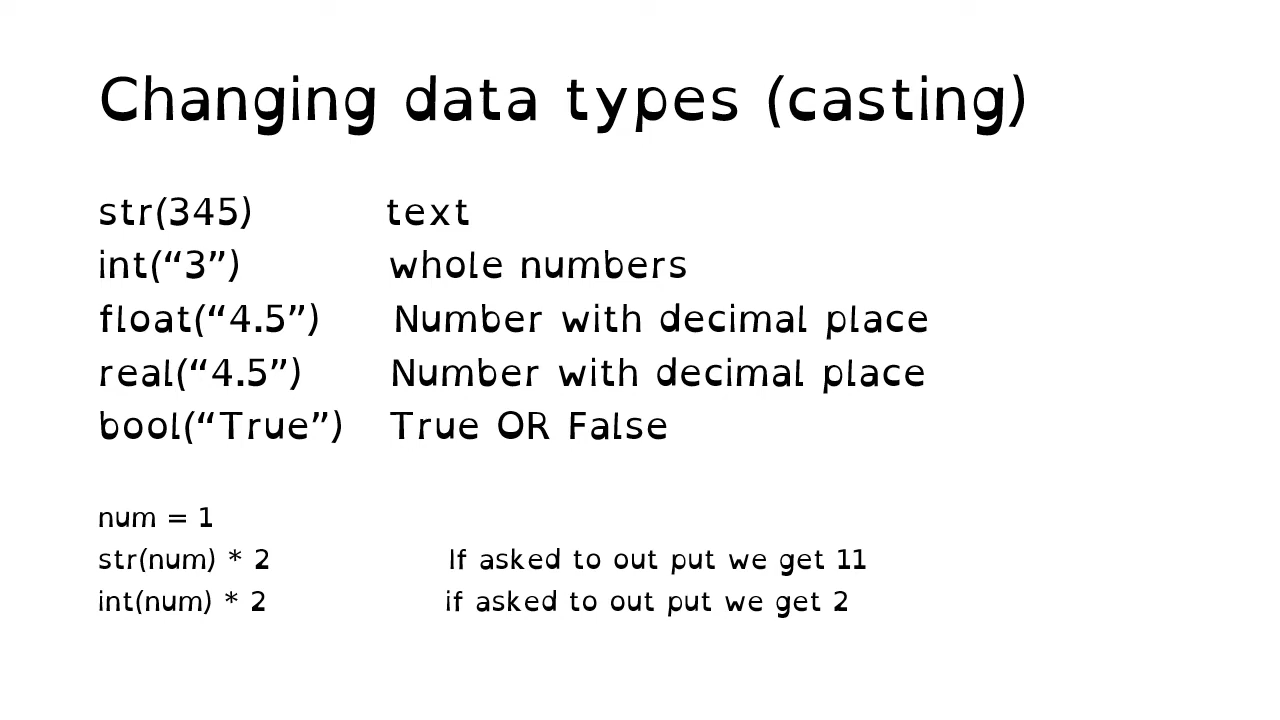 Changing data types (casting)
str(345) text
int(“3”) whole numbers
float(“4.5”) Number with decimal place
real(“4.5”) Number with decimal place
bool(“True”) True OR False
num = 1
str(num) * 2 If asked to out put we get 11
int(num) * 2 if asked to out put we get 2